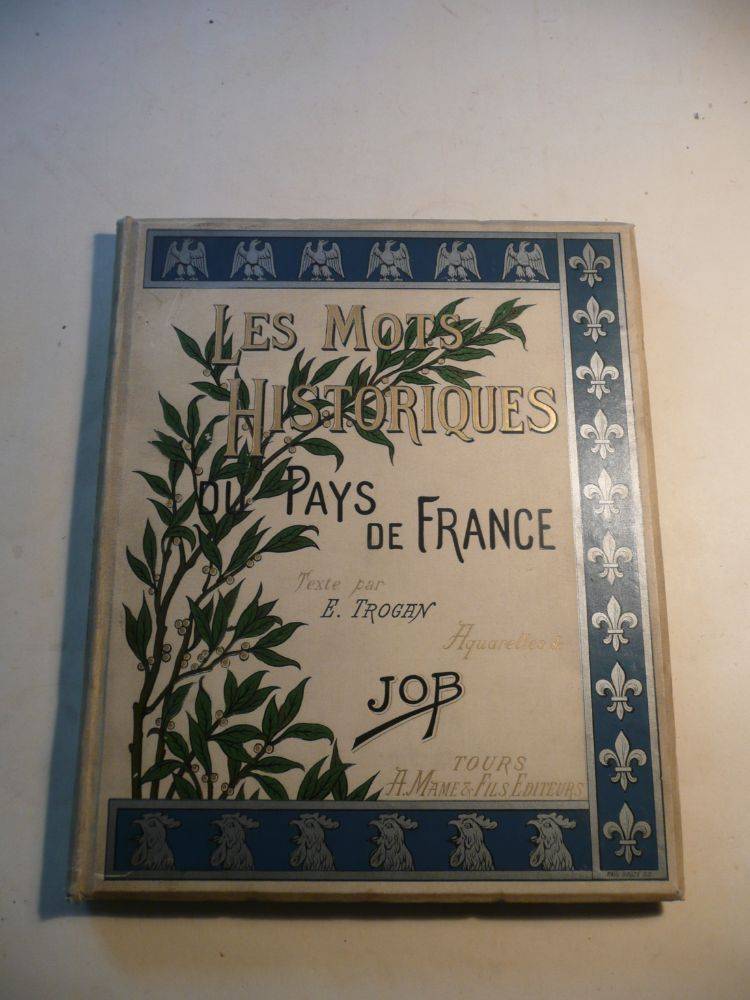 LES MOTS
HISTORIQUES
DU PAYS
DE FRANCE
Texte par
E. TROGAN
Aquarelles de
JOB
TOURS
A. MAME & FILS EDITEURS